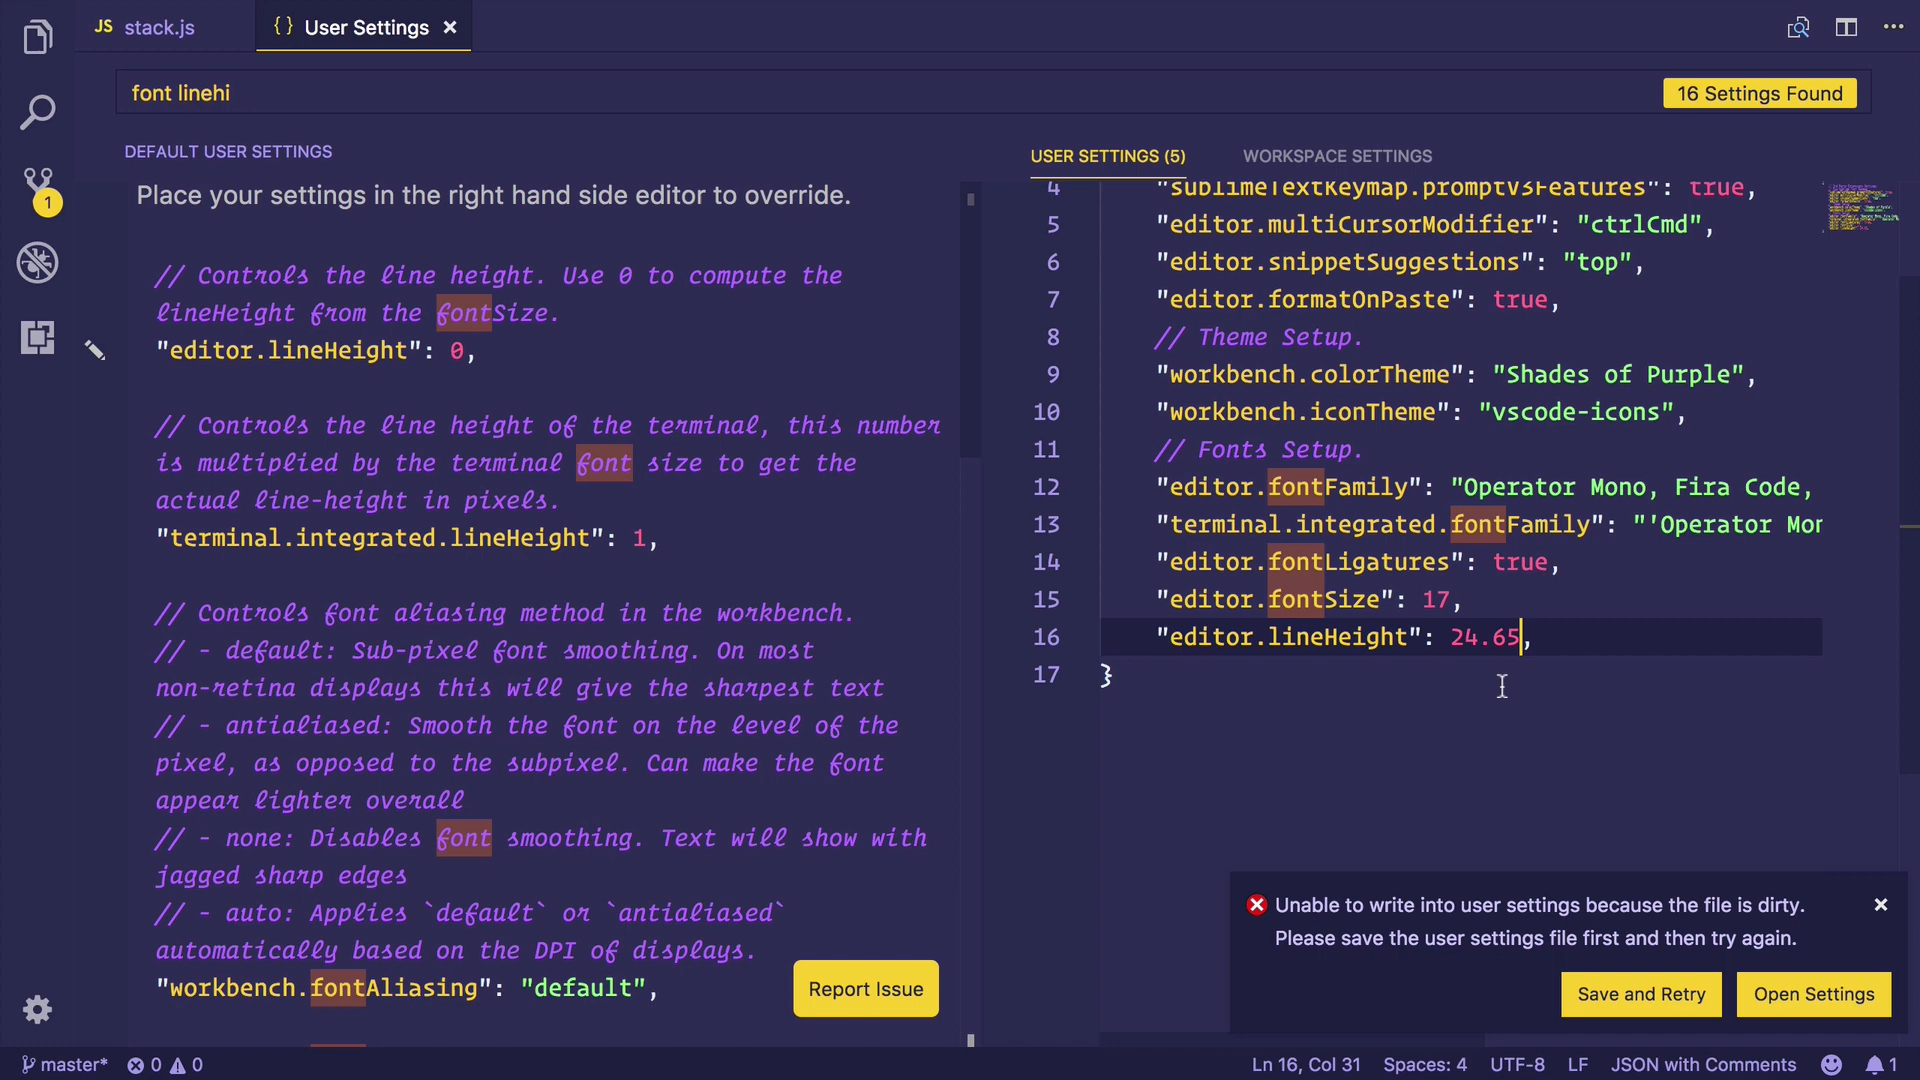 JS stack.js
{} User Settings ×
font linehi
16 Settings Found
DEFAULT USER SETTINGS
Place your settings in the right hand side editor to override.
// Controls the line height. Use 0 to compute the
lineHeight from the fontSize.
"editor.lineHeight": 0,
// Controls the line height of the terminal, this number
is multiplied by the terminal font size to get the
actual line-height in pixels.
"terminal.integrated.lineHeight": 1,
// Controls font aliasing method in the workbench.
// - default: Sub-pixel font smoothing. On most
non-retina displays this will give the sharpest text
// - antialiased: Smooth the font on the level of the
pixel, as opposed to the subpixel. Can make the font
appear lighter overall
// - none: Disables font smoothing. Text will show with
jagged sharp edges
// - auto: Applies `default` or `antialiased`
automatically based on the DPI of displays.
"workbench.fontAliasing": "default",
Report Issue
USER SETTINGS (5)
WORKSPACE SETTINGS
4 "sublimeTextKeymap.promptV3Features": true,
5 "editor.multiCursorModifier": "ctrlCmd",
6 "editor.snippetSuggestions": "top",
7 "editor.formatOnPaste": true,
8 // Theme Setup.
9 "workbench.colorTheme": "Shades of Purple",
10 "workbench.iconTheme": "vscode-icons",
11 // Fonts Setup.
12 "editor.fontFamily": "Operator Mono, Fira Code,
13 "terminal.integrated.fontFamily": "'Operator Mon
14 "editor.fontLigatures": true,
15 "editor.fontSize": 17,
16 "editor.lineHeight": 24.65,
17 }
Unable to write into user settings because the file is dirty.
Please save the user settings file first and then try again.
Save and Retry
Open Settings
1
master* 0 0
Ln 16, Col 31 Spaces: 4 UTF-8 LF JSON with Comments 1